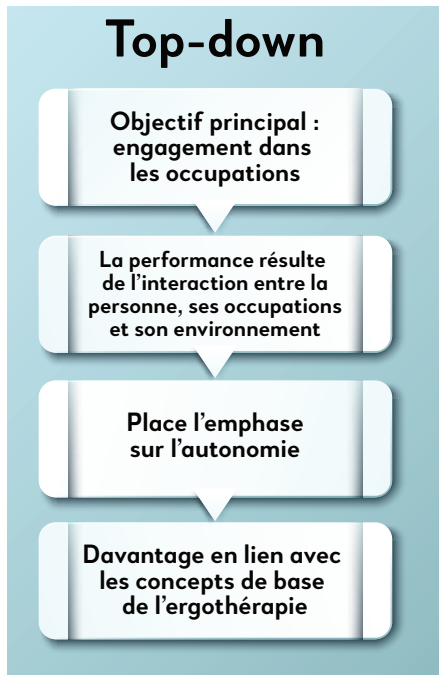 Top-down
Objectif principal :
engagement dans
les occupations
La performance résulte
de l'interaction entre la
personne, ses occupations
et son environnement
Place l'emphase
sur l'autonomie
Davantage en lien avec
les concepts de base
de l'ergothérapie